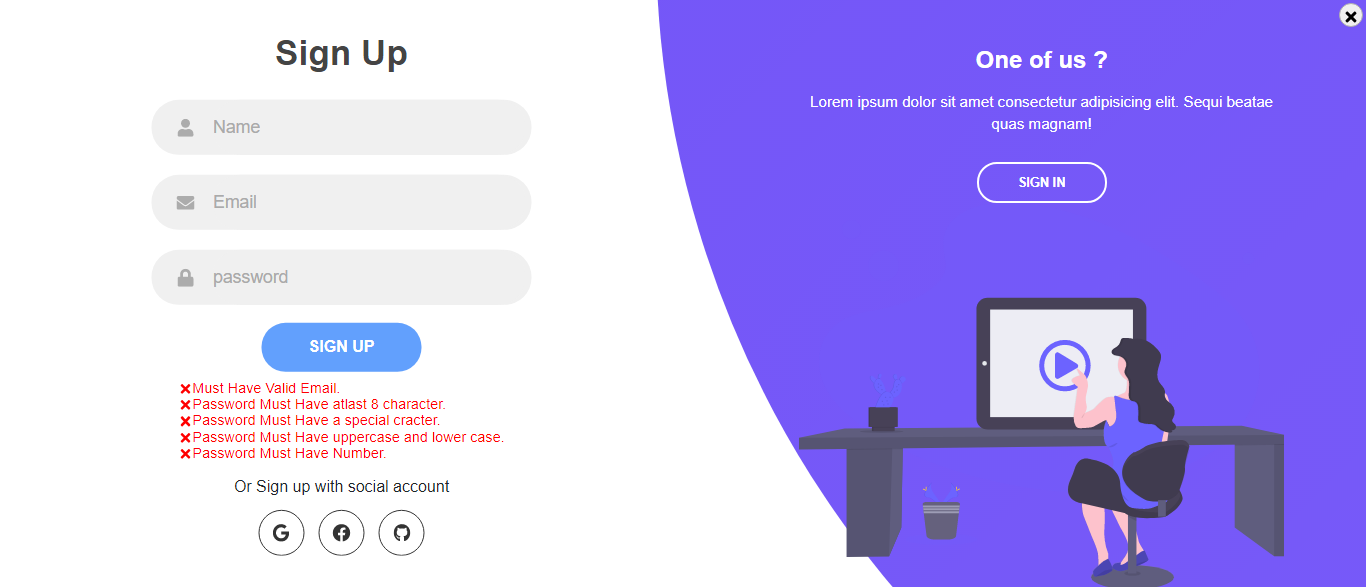 Sign Up
Name
Email
password
SIGN UP
Must Have Valid Email.
Password Must Have atlast 8 character.
Password Must Have a special cracter.
Password Must Have uppercase and lower case.
Password Must Have Number.
Or Sign up with social account
One of us ?
Lorem ipsum dolor sit amet consectetur adipisicing elit. Sequi beatae
quas magnam!
SIGN IN